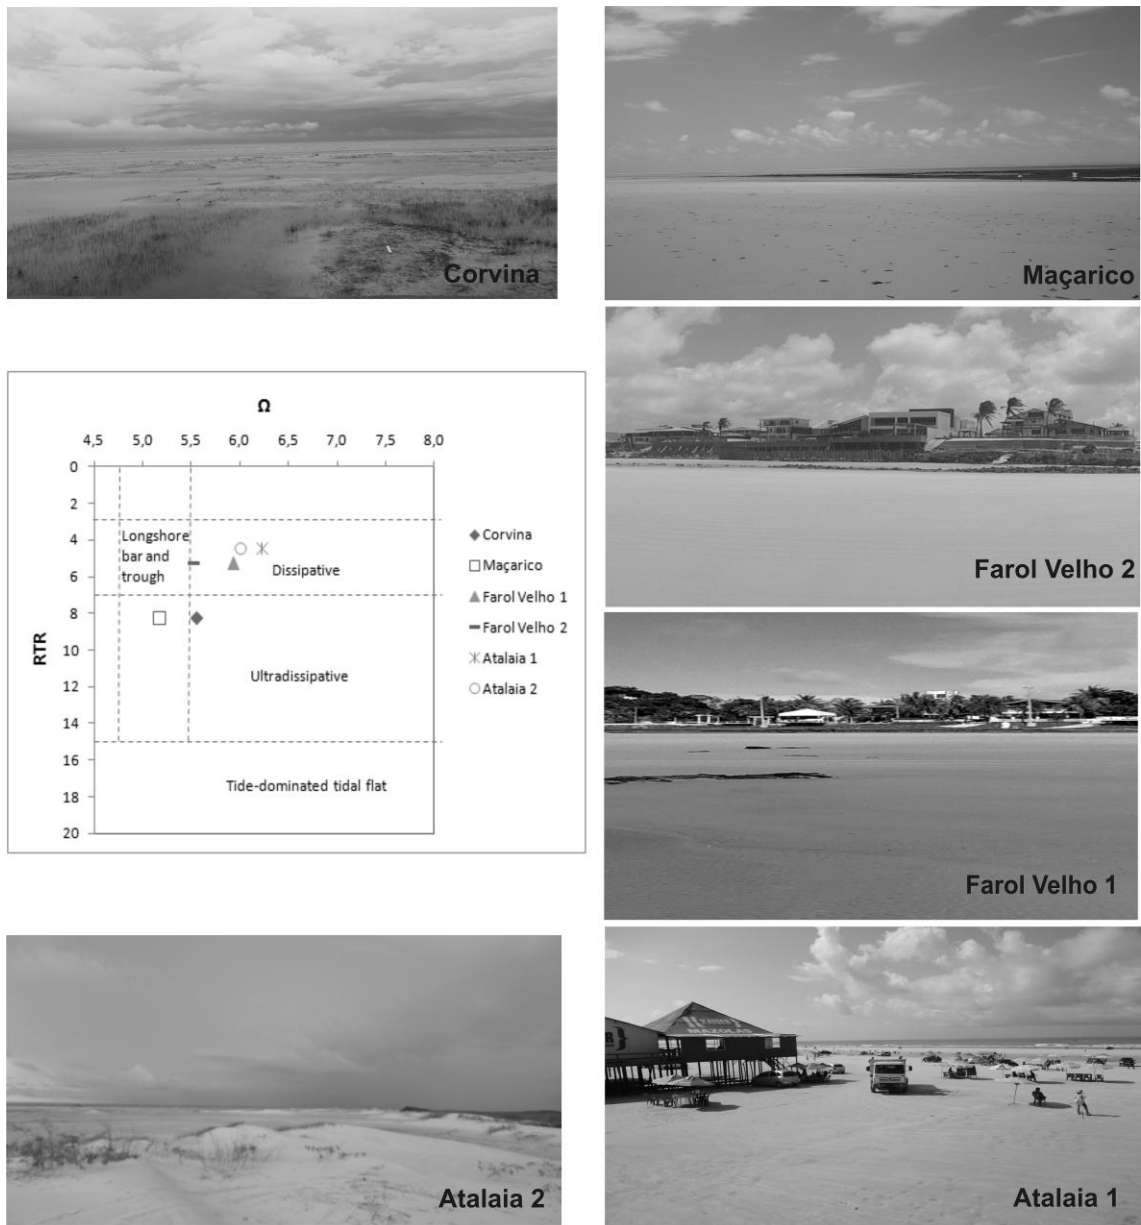 Corvina
Maçarico
Farol Velho 2
Ω
4,5 5,0 5,5 6,0 6,5 7,0 7,5 8,0
0
2
4
6
8
10
12
14
16
18
20
RTR
Longshore
bar and
trough
Dissipative
Ultradissipative
Tide-dominated tidal flat
Corvina
Maçarico
Farol Velho 1
Farol Velho 2
Atalaia 1
Atalaia 2
Farol Velho 1
Atalaia 2
MAZOLAS
Atalaia 1